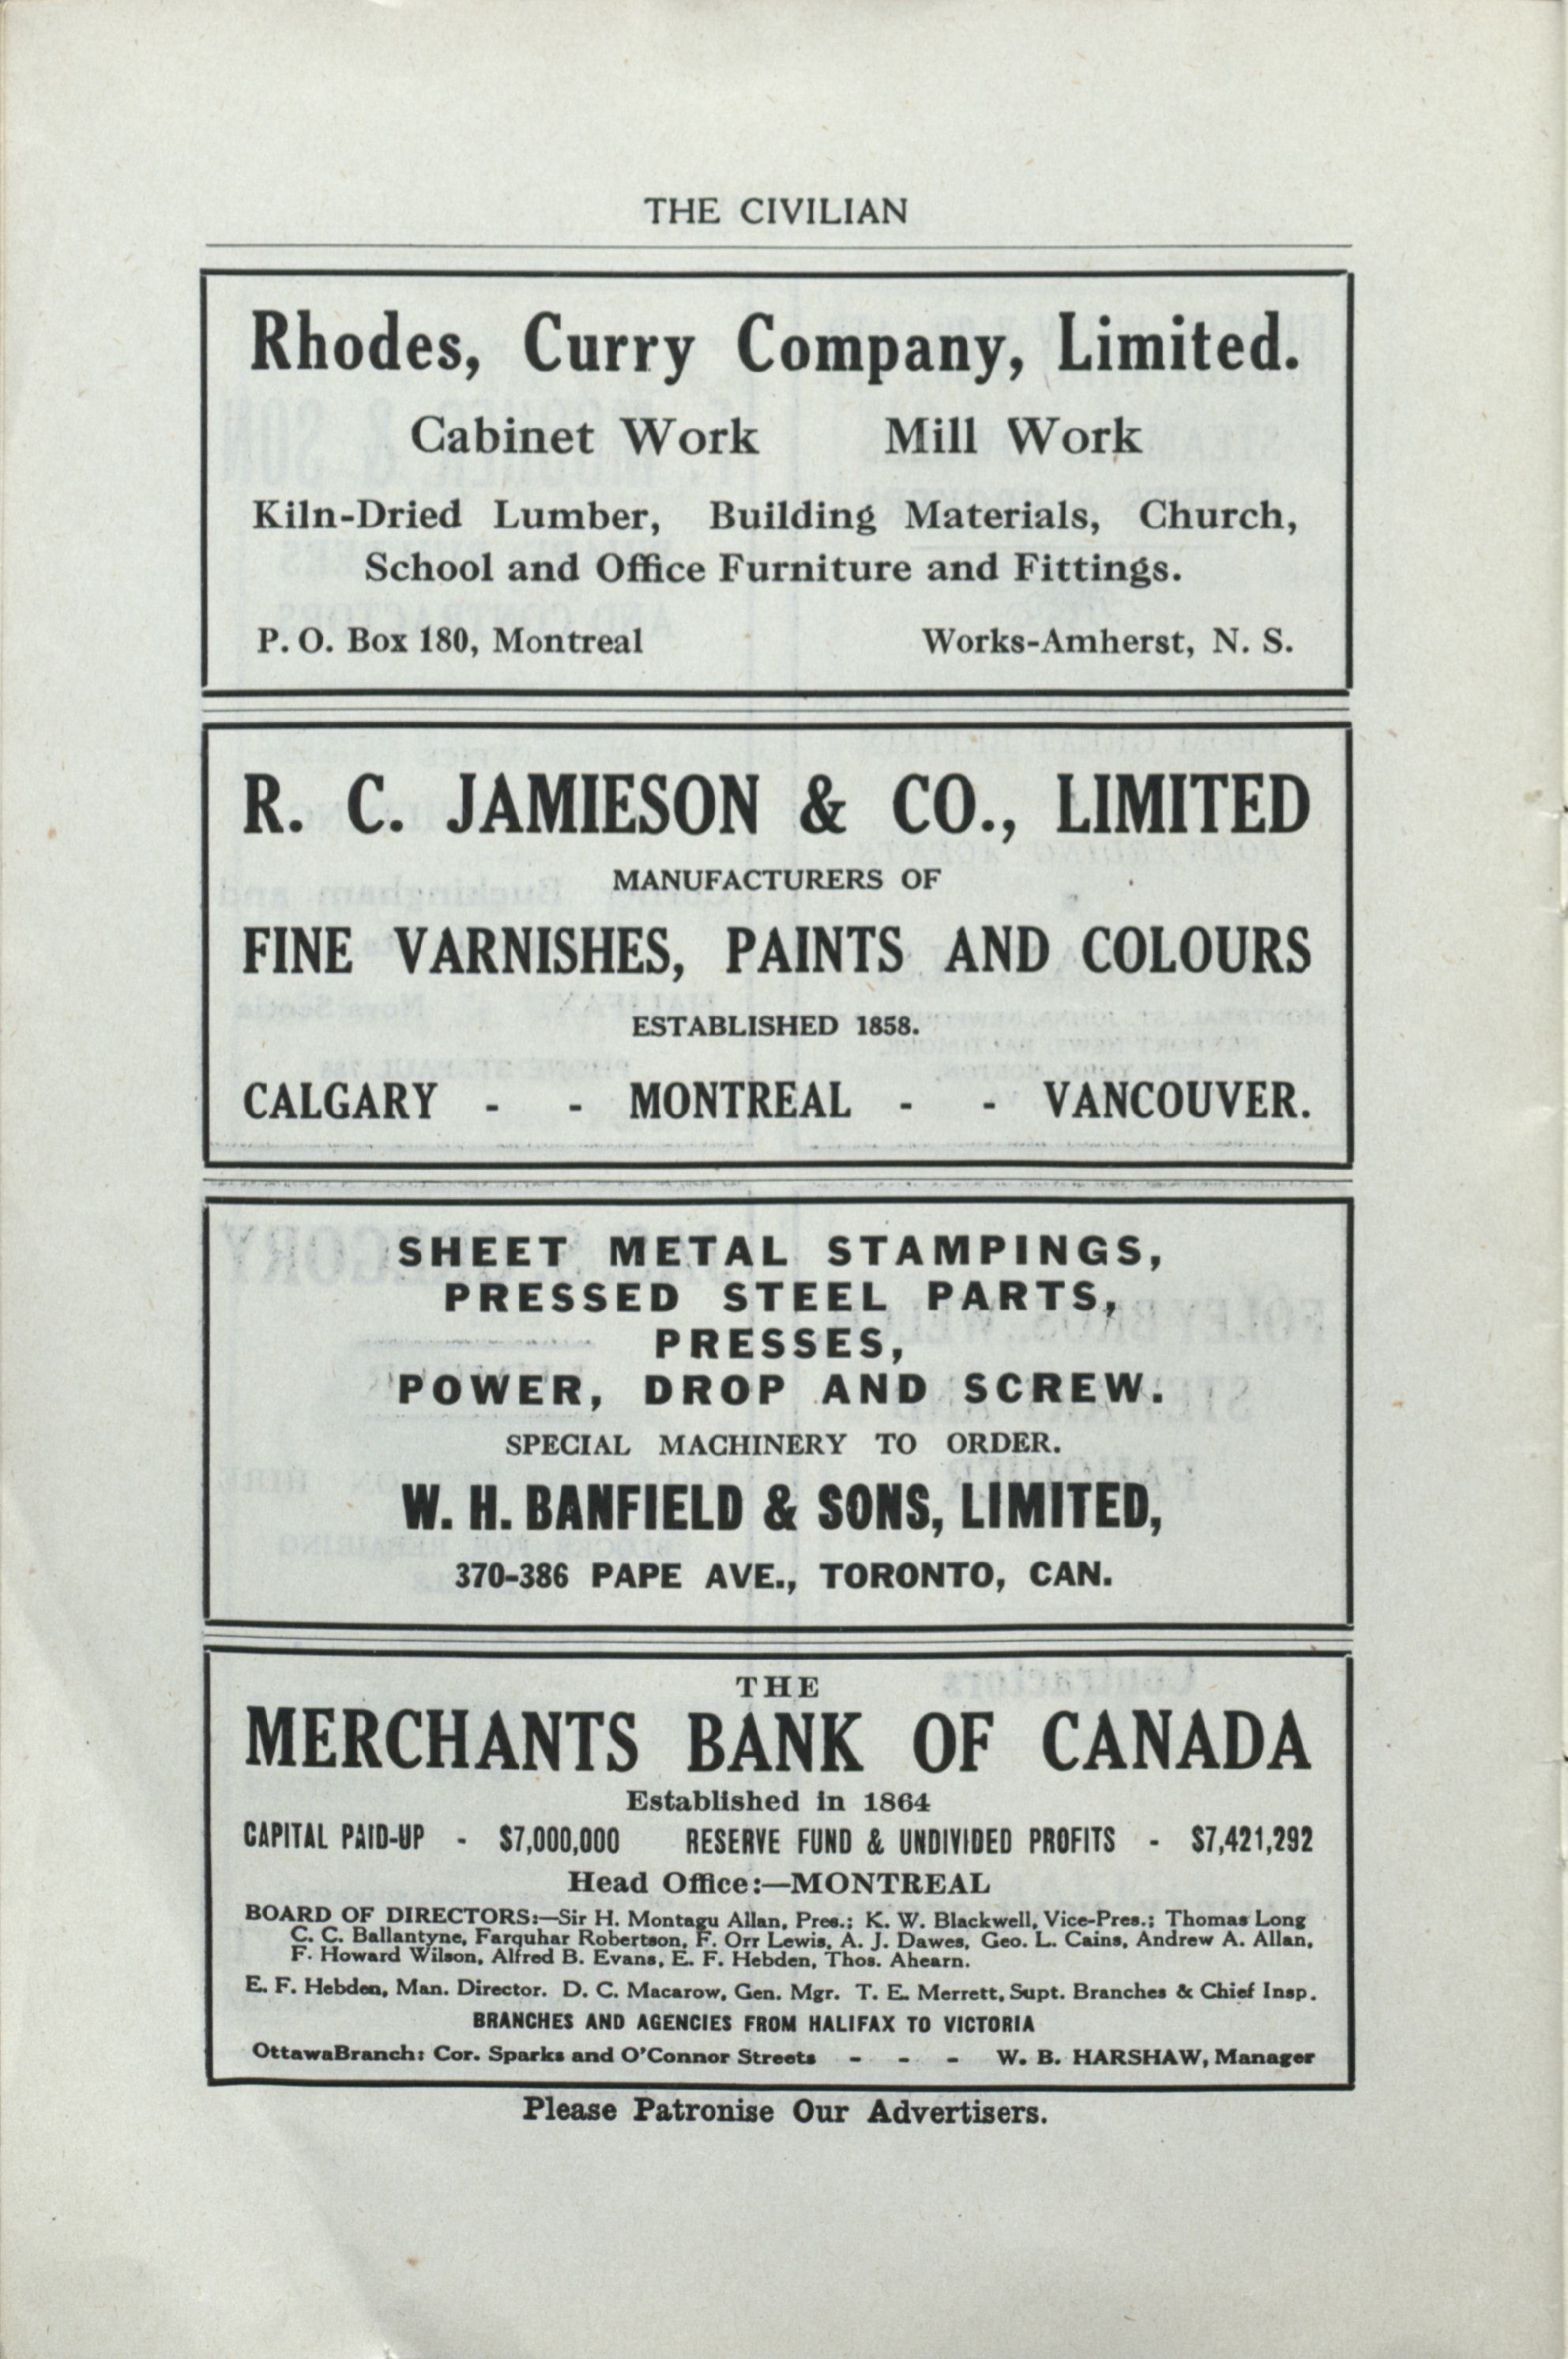 THE CIVILIAN
Rhodes, Curry Company, Limited.
Cabinet Work Mill Work
Kiln-Dried Lumber, Building Materials, Church,
School and Office Furniture and Fittings.
P. O. Box 180, Montreal Works-Amherst, N. S.
R. C. JAMIESON & CO., LIMITED
MANUFACTURERS OF
FINE VARNISHES, PAINTS AND COLOURS
ESTABLISHED 1858.
CALGARY - - MONTREAL - - VANCOUVER.
SHEET METAL STAMPINGS,
PRESSED STEEL PARTS,
PRESSES,
POWER, DROP AND SCREW.
SPECIAL MACHINERY TO ORDER.
W. H. BANFIELD & SONS, LIMITED,
370-386 PAPE AVE., TORONTO, CAN.
THE
MERCHANTS BANK OF CANADA
Established in 1864
CAPITAL PAID-UP - $7,000,000 RESERVE FUND & UNDIVIDED PROFITS - $7,421,292
Head Office:—MONTREAL
BOARD OF DIRECTORS:—Sir H. Montagu Allan, Pres.; K. W. Blackwell, Vice-Pres.; Thomas Long
C. C. Ballantyne, Farquhar Robertson, F. Orr Lewis, A. J. Dawes, Geo. L. Cains, Andrew A. Allan,
F. Howard Wilson, Alfred B. Evans, E. F. Hebden, Thos. Ahearn.
E. F. Hebden, Man. Director. D. C. Macarow, Gen. Mgr. T. E. Merrett, Supt. Branches & Chief Insp.
BRANCHES AND AGENCIES FROM HALIFAX TO VICTORIA
OttawaBranch: Cor. Sparks and O'Connor Streets - - - W. B. HARSHAW, Manager
Please Patronise Our Advertisers.